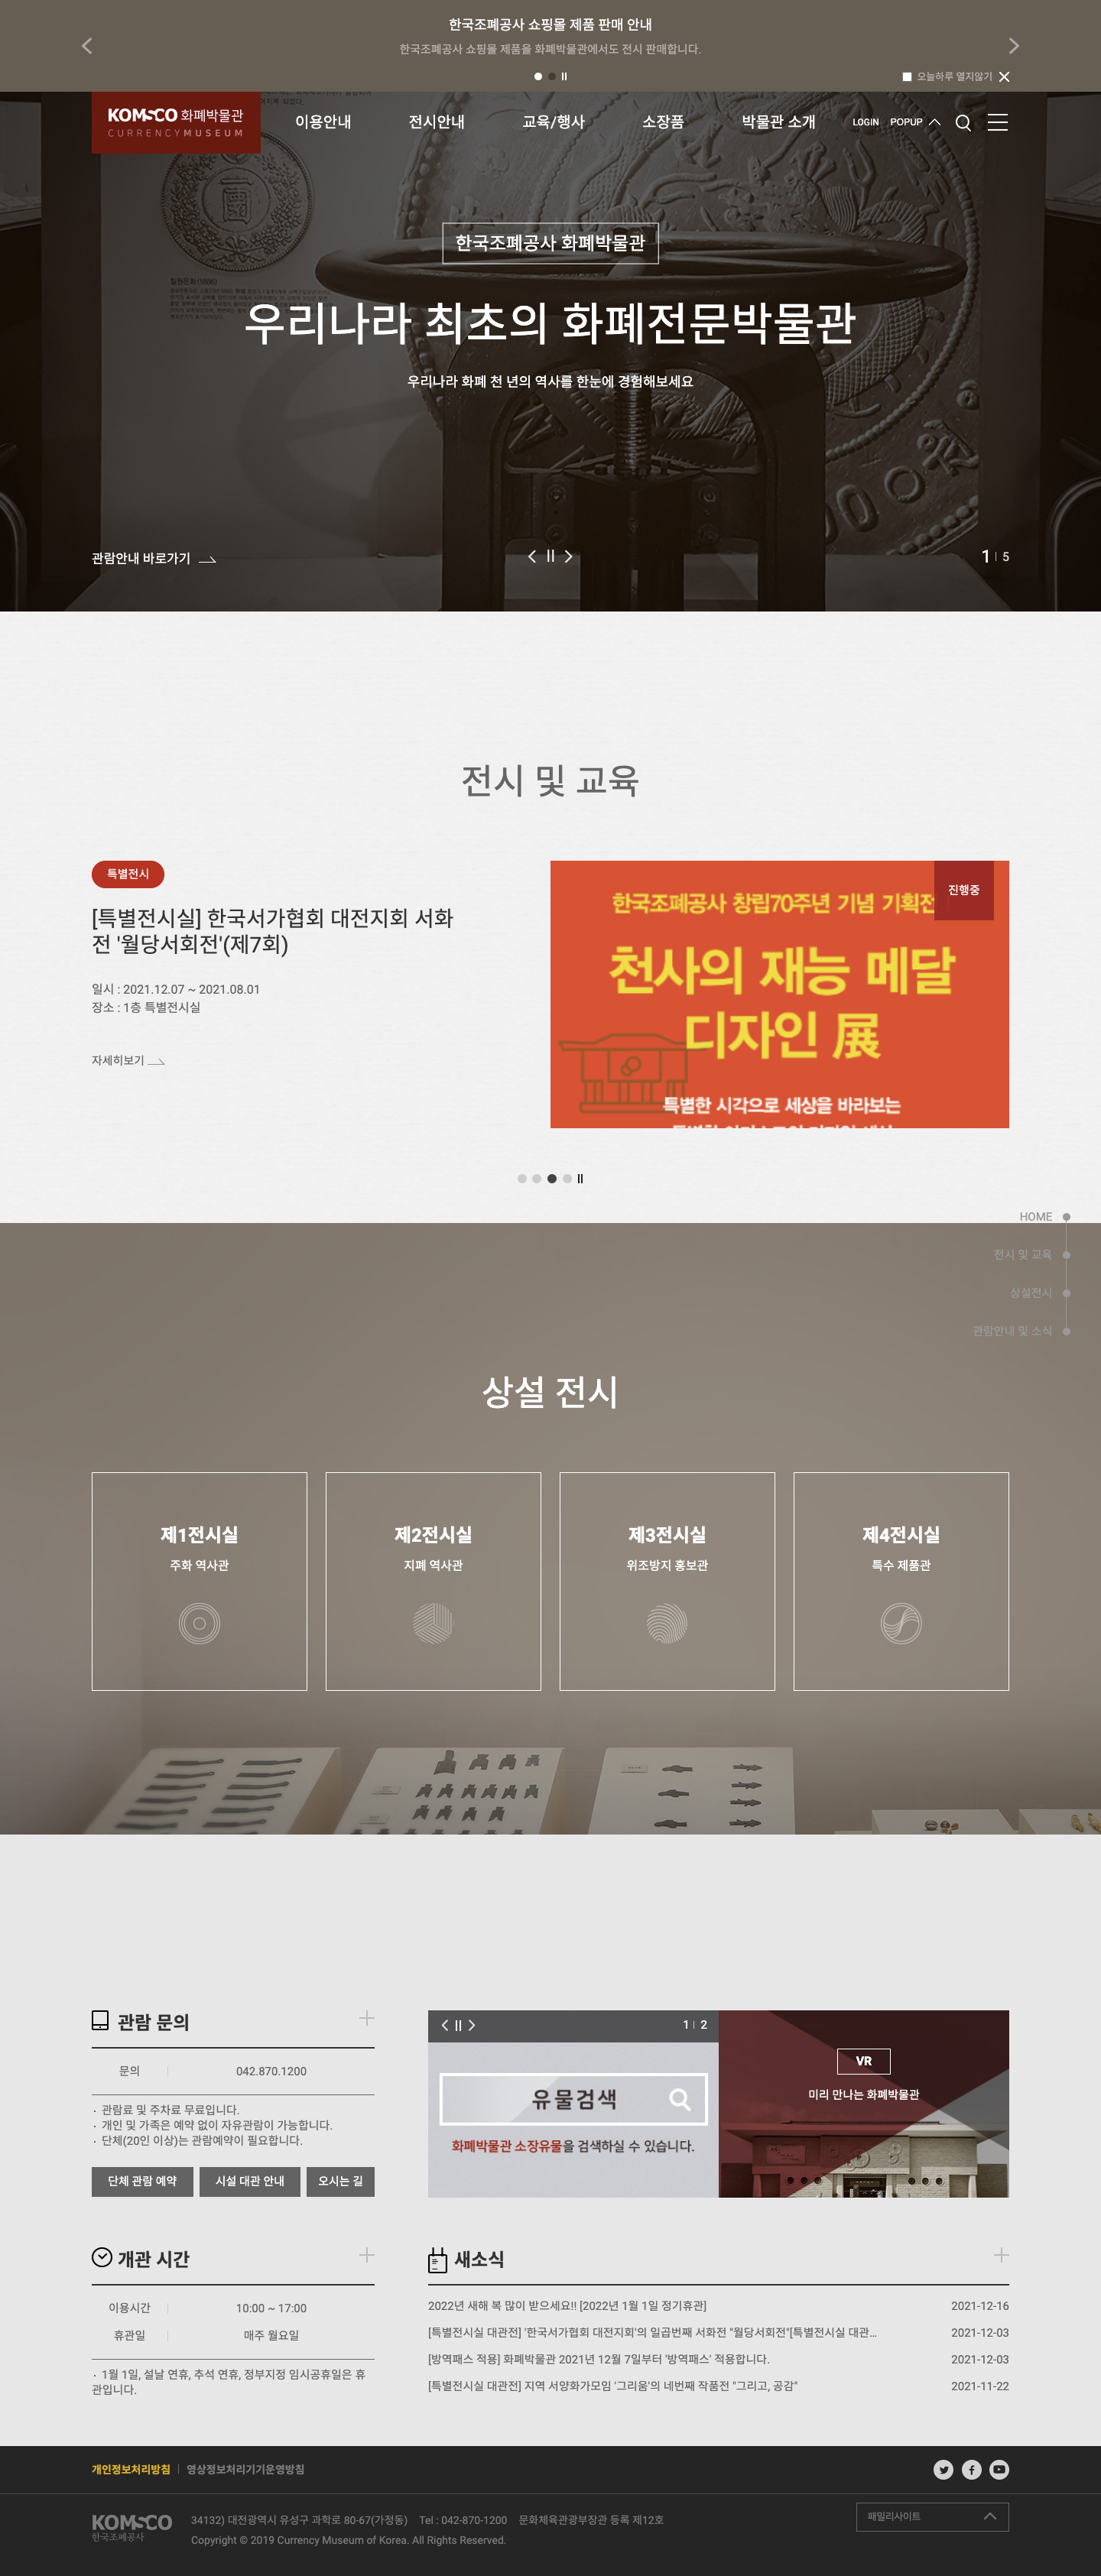 한국조폐공사 쇼핑몰 제품 판매 안내
한국조폐공사 쇼핑몰 제품을 화폐박물관에서도 전시 판매합니다.
오늘하루 열지않기
KOMSCO 화폐박물관
CURRENCY MUSEUM
이용안내
전시안내
교육/행사
소장품
박물관 소개
LOGIN
POPUP
한국조폐공사 화폐박물관
우리나라 최초의 화폐전문박물관
우리나라 화폐 천 년의 역사를 한눈에 경험해보세요
관람안내 바로가기
1 | 5
전시 및 교육
특별전시
[특별전시실] 한국서가협회 대전지회 서화
전 '월당서회전'(제7회)
일시 : 2021.12.07 ~ 2021.08.01
장소 : 1층 특별전시실
자세히보기
진행중
한국조폐공사 창립70주년 기념 기획전
천사의 재능 메달
디자인 展
특별한 시각으로 세상을 바라보는
HOME
전시 및 교육
상설전시
관람안내 및 소식
상설 전시
제1전시실
주화 역사관
제2전시실
지폐 역사관
제3전시실
위조방지 홍보관
제4전시실
특수 제품관
관람 문의
문의
042.870.1200
· 관람료 및 주차료 무료입니다.
· 개인 및 가족은 예약 없이 자유관람이 가능합니다.
· 단체(20인 이상)는 관람예약이 필요합니다.
단체 관람 예약
시설 대관 안내
오시는 길
1 | 2
유물검색
화폐박물관 소장유물을 검색하실 수 있습니다.
VR
미리 만나는 화폐박물관
개관 시간
이용시간
10:00 ~ 17:00
휴관일
매주 월요일
· 1월 1일, 설날 연휴, 추석 연휴, 정부지정 임시공휴일은 휴
관입니다.
새소식
2022년 새해 복 많이 받으세요!! [2022년 1월 1일 정기휴관]
2021-12-16
[특별전시실 대관전] '한국서가협회 대전지회'의 일곱번째 서화전 "월당서회전"[특별전시실 대관...
2021-12-03
[방역패스 적용] 화폐박물관 2021년 12월 7일부터 '방역패스' 적용합니다.
2021-12-03
[특별전시실 대관전] 지역 서양화가모임 '그리움'의 네번째 작품전 "그리고, 공감"
2021-11-22
개인정보처리방침
영상정보처리기기운영방침
KOMSCO
한국조폐공사
34132) 대전광역시 유성구 과학로 80-67(가정동) Tel : 042-870-1200 문화체육관광부장관 등록 제12호
Copyright © 2019 Currency Museum of Korea. All Rights Reserved.
패밀리사이트